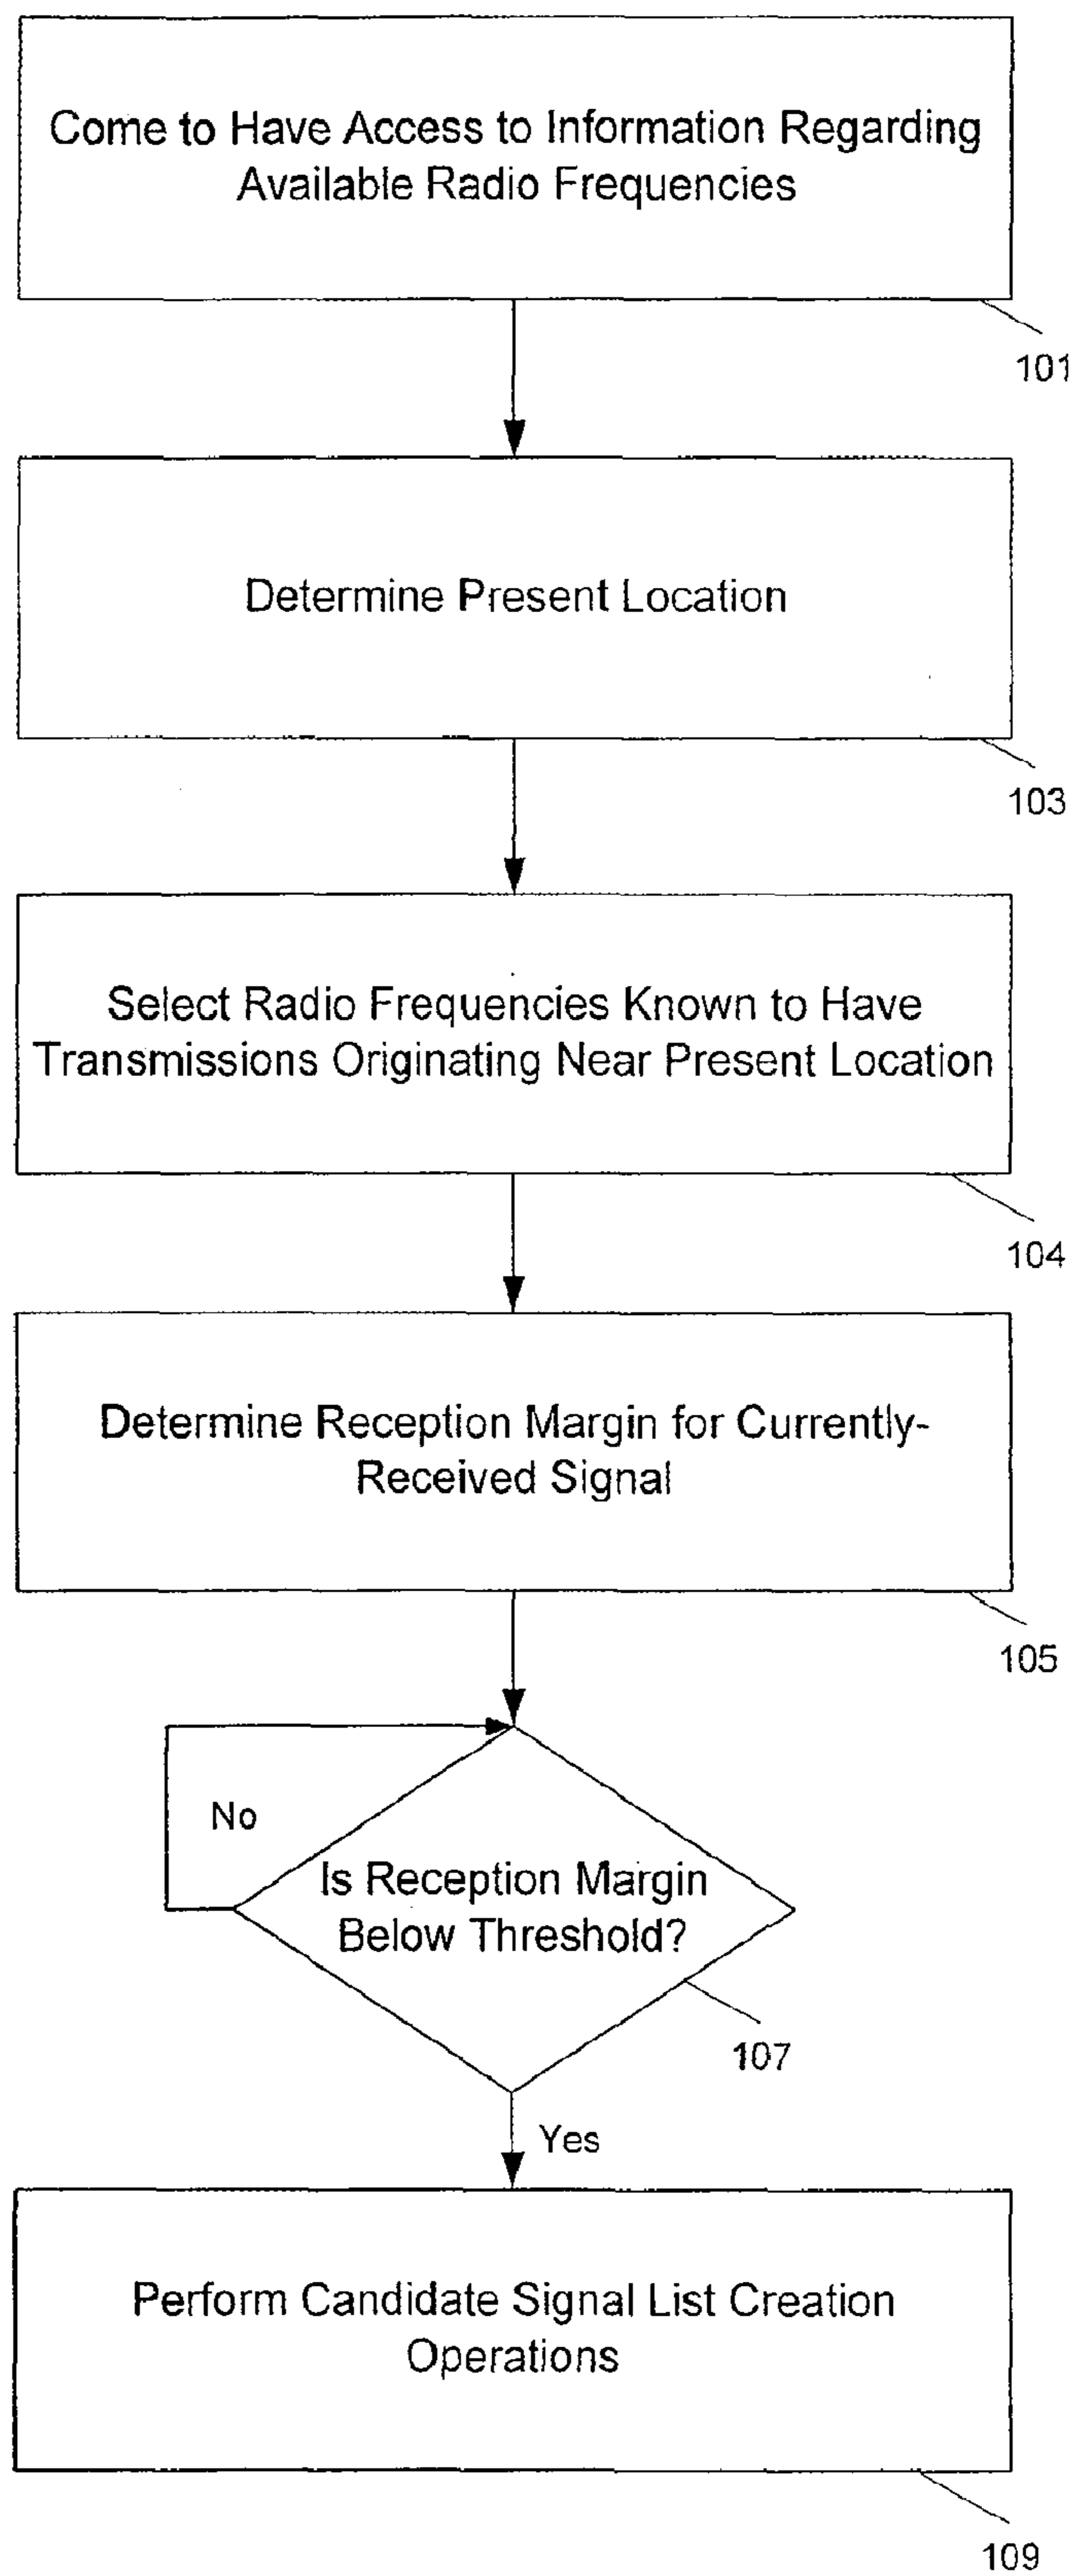 Come to Have Access to Information Regarding
Available Radio Frequencies
101
Determine Present Location
103
Select Radio Frequencies Known to Have
Transmissions Originating Near Present Location
104
Determine Reception Margin for Currently-
Received Signal
105
No
Is Reception Margin
Below Threshold?
107
Yes
Perform Candidate Signal List Creation
Operations
109